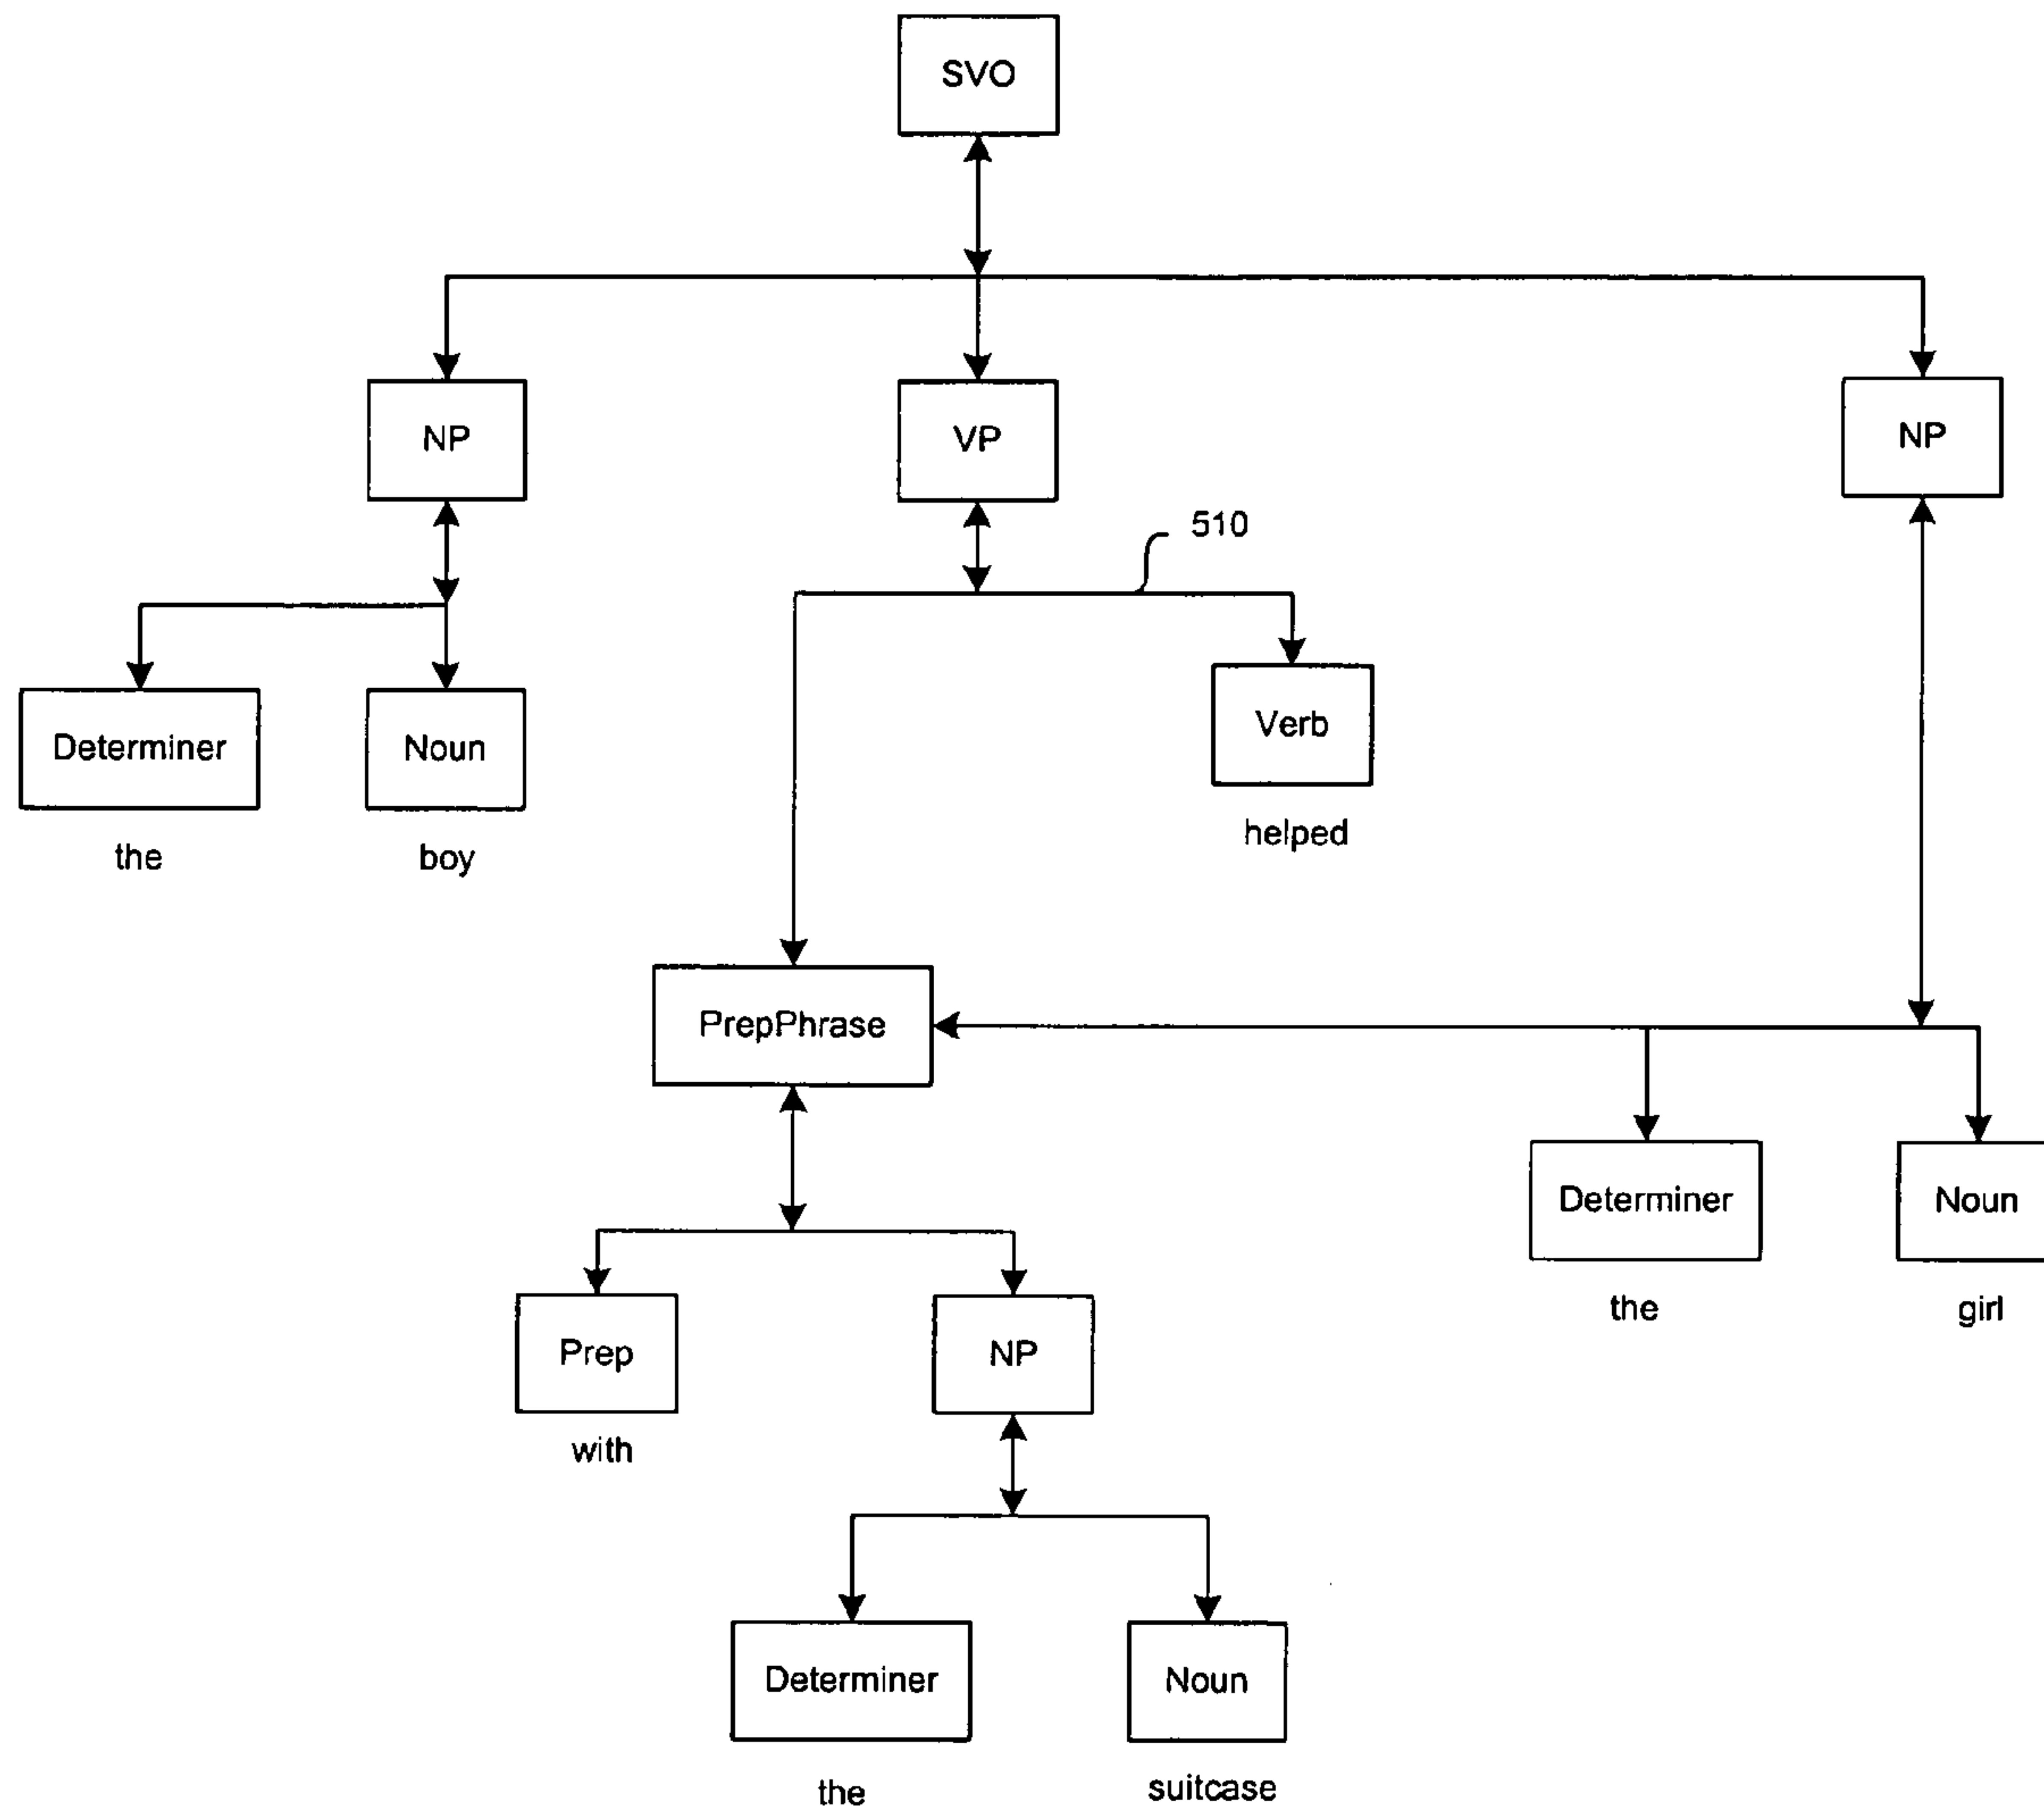 SVO
NP
VP
NP
510
Determiner
Noun
Verb
the
boy
helped
PrepPhrase
Determiner
Noun
the
girl
Prep
NP
with
Determiner
Noun
the
suitcase